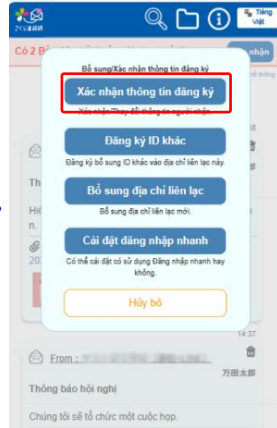 Tiếng
Việt
Có 2 B
nhận
Bổ sung/Xác nhận thông tin đăng ký
Xác nhận thông tin đăng ký
Xác nhận/Thay đổi thông tin người nhận.
Đăng ký ID khác
Đăng ký bổ sung ID khác vào địa chỉ liên lạc này.
Bổ sung địa chỉ liên lạc
Bổ sung địa chỉ liên lạc mới.
Cài đặt đăng nhập nhanh
Có thể cài đặt có sử dụng Đăng nhập nhanh hay
không.
Hủy bỏ
14:37
From :
万田太郎
Thông báo hội nghị
Chúng tôi sẽ tổ chức một cuộc họp.